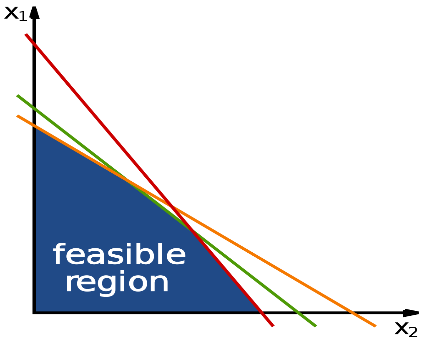 x₁
feasible
region
x₂